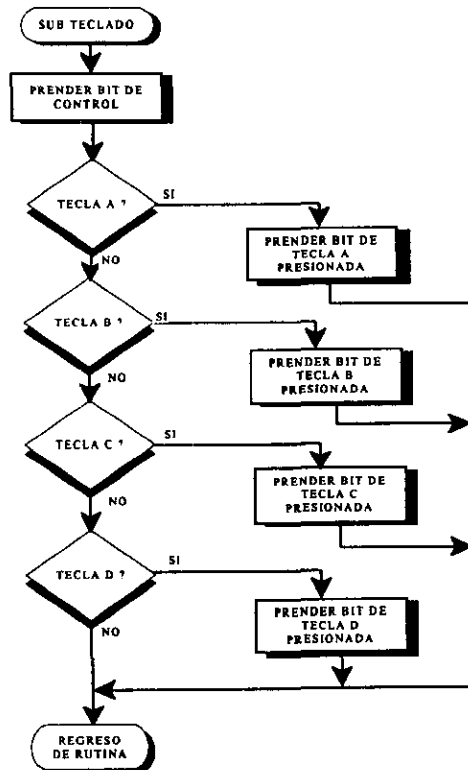 SUB TECLADO
PRENDER BIT DE
CONTROL
TECLA A ?
SI
PRENDER BIT DE
TECLA A
PRESIONADA
NO
TECLA B ?
SI
PRENDER BIT DE
TECLA B
PRESIONADA
NO
TECLA C ?
SI
PRENDER BIT DE
TECLA C
PRESIONADA
NO
TECLA D ?
SI
PRENDER BIT DE
TECLA D
PRESIONADA
NO
REGRESO
DE RUTINA